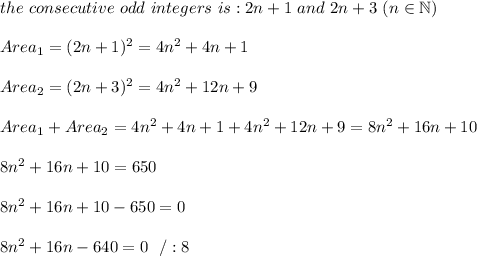 the consecutive odd integers is : 2n + 1 and 2n + 3 (n ∈ ℕ)
Area₁ = (2n + 1)² = 4n² + 4n + 1
Area₂ = (2n + 3)² = 4n² + 12n + 9
Area₁ + Area₂ = 4n² + 4n + 1 + 4n² + 12n + 9 = 8n² + 16n + 10
8n² + 16n + 10 = 650
8n² + 16n + 10 − 650 = 0
8n² + 16n − 640 = 0 / : 8